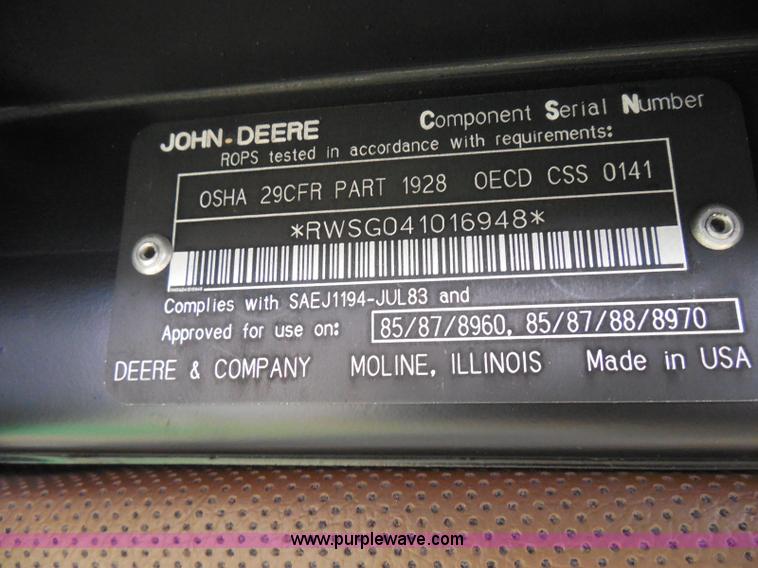 JOHN·DEERE Component Serial Number
ROPS tested in accordance with requirements:
OSHA 29CFR PART 1928 OECD CSS 0141
*RWSG041016948*
Complies with SAEJ1194-JUL83 and
Approved for use on: 85/87/8960, 85/87/88/8970
DEERE & COMPANY MOLINE, ILLINOIS Made in USA
www.purplewave.com